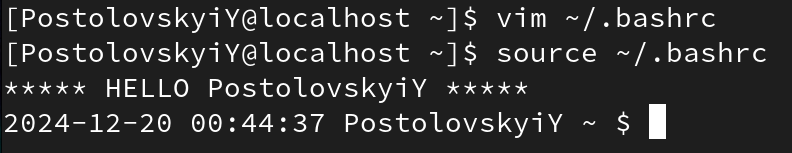 [PostolovskyiY@localhost ~]$ vim ~/.bashrc
[PostolovskyiY@localhost ~]$ source ~/.bashrc
***** HELLO PostolovskyiY *****
2024-12-20 00:44:37 PostolovskyiY ~ $